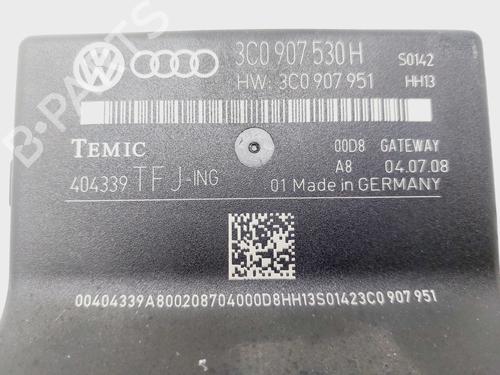 3C0 907 530 H S0142
HW: 3C0 907 951 HH13
TEMIC 00D8 GATEWAY
404339 TFJ-ING A8 04.07.08
01 Made in GERMANY
00404339A800208704000D8HH13S01423C0 907 951
B-PARTS